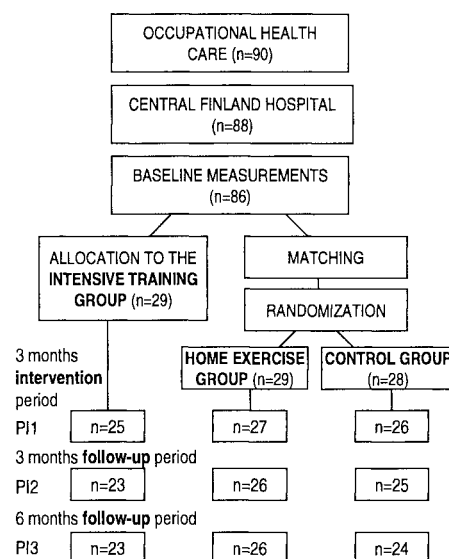 OCCUPATIONAL HEALTH
CARE (n=90)
CENTRAL FINLAND HOSPITAL
(n=88)
BASELINE MEASUREMENTS
(n=86)
ALLOCATION TO THE
INTENSIVE TRAINING
GROUP (n=29)
MATCHING
RANDOMIZATION
HOME EXERCISE
GROUP (n=29)
CONTROL GROUP
(n=28)
3 months
intervention
period
PI1 n=25 n=27 n=26
3 months follow-up period
PI2 n=23 n=26 n=25
6 months follow-up period
PI3 n=23 n=26 n=24